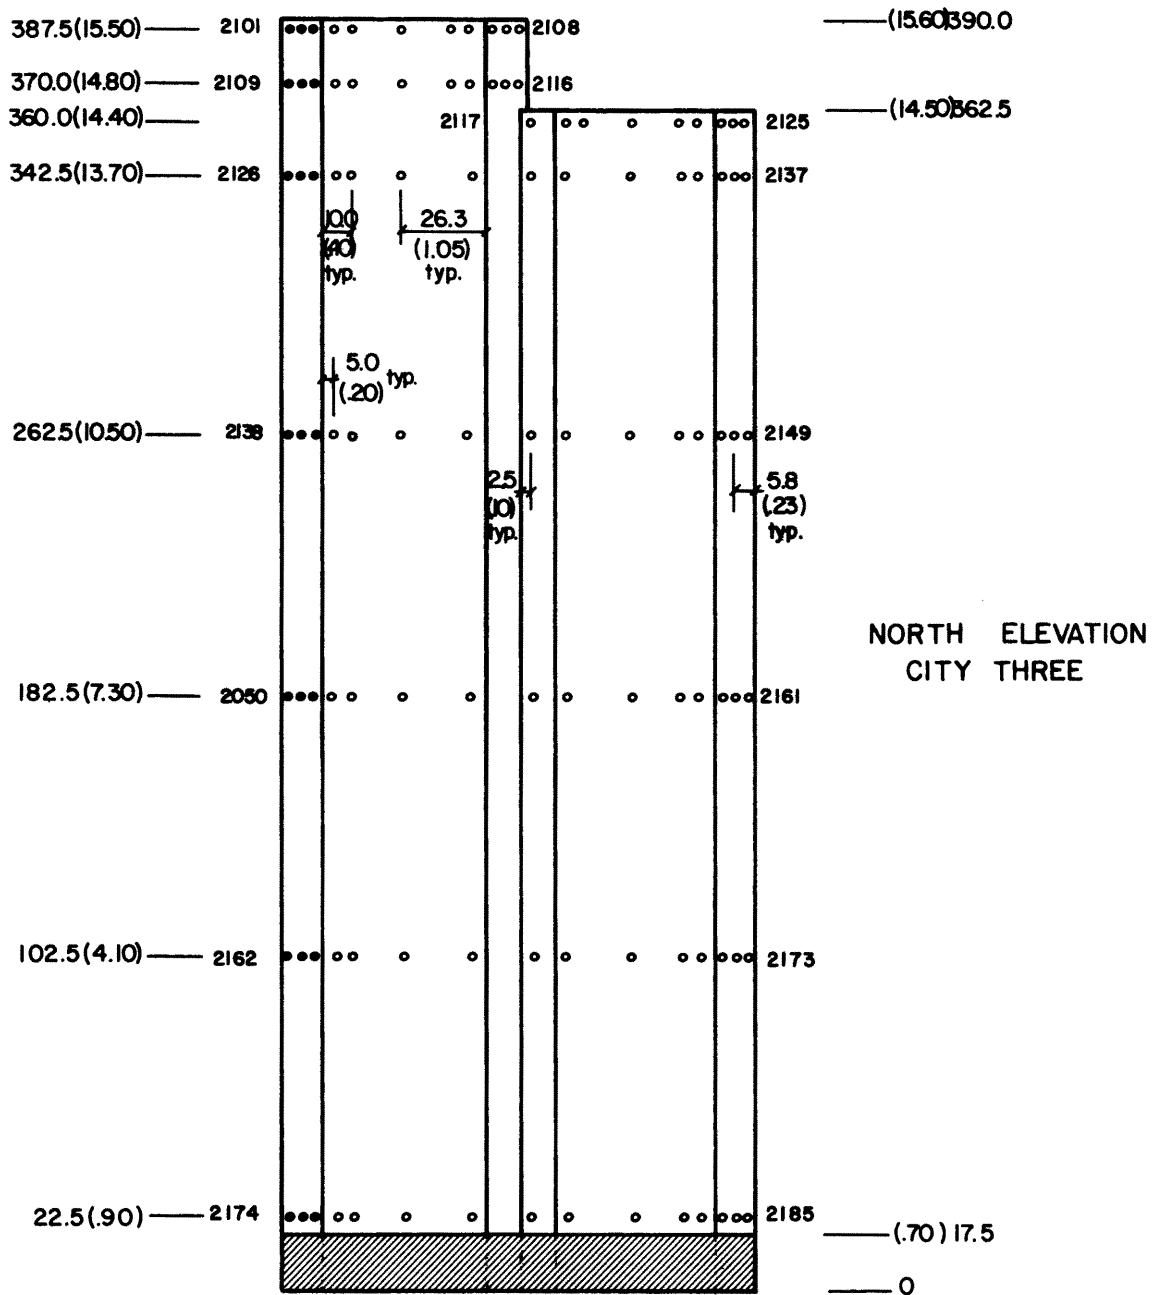 387.5(15.50) 2101 2108 (15.60)390.0
370.0(14.80) 2109 2116
360.0(14.40) 2117 2125 (14.50)362.5
342.5(13.70) 2126 2137
10.0 26.3
(.40) (1.05)
typ. typ.
5.0 typ.
(.20)
262.5(10.50) 2138 2149
2.5 5.8
(.10) (.23)
typ. typ.
NORTH ELEVATION
CITY THREE
182.5(7.30) 2050 2161
102.5(4.10) 2162 2173
22.5(.90) 2174 2185
(.70) 17.5
0